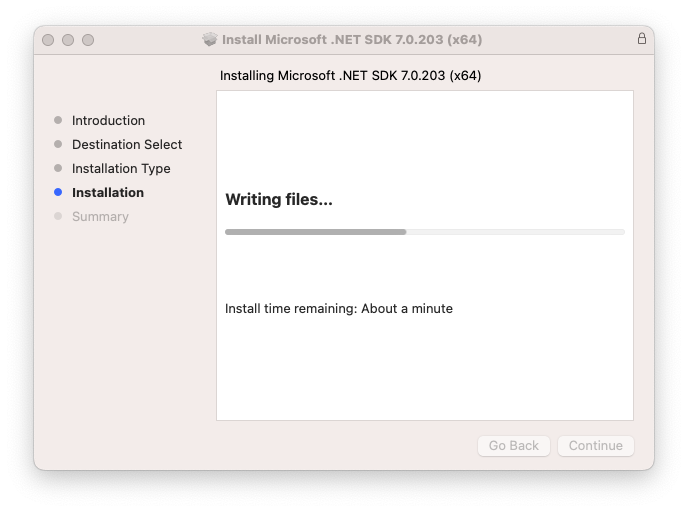 Install Microsoft .NET SDK 7.0.203 (x64)
Installing Microsoft .NET SDK 7.0.203 (x64)
Introduction
Destination Select
Installation Type
Installation
Summary
Writing files...
Install time remaining: About a minute
Go Back
Continue